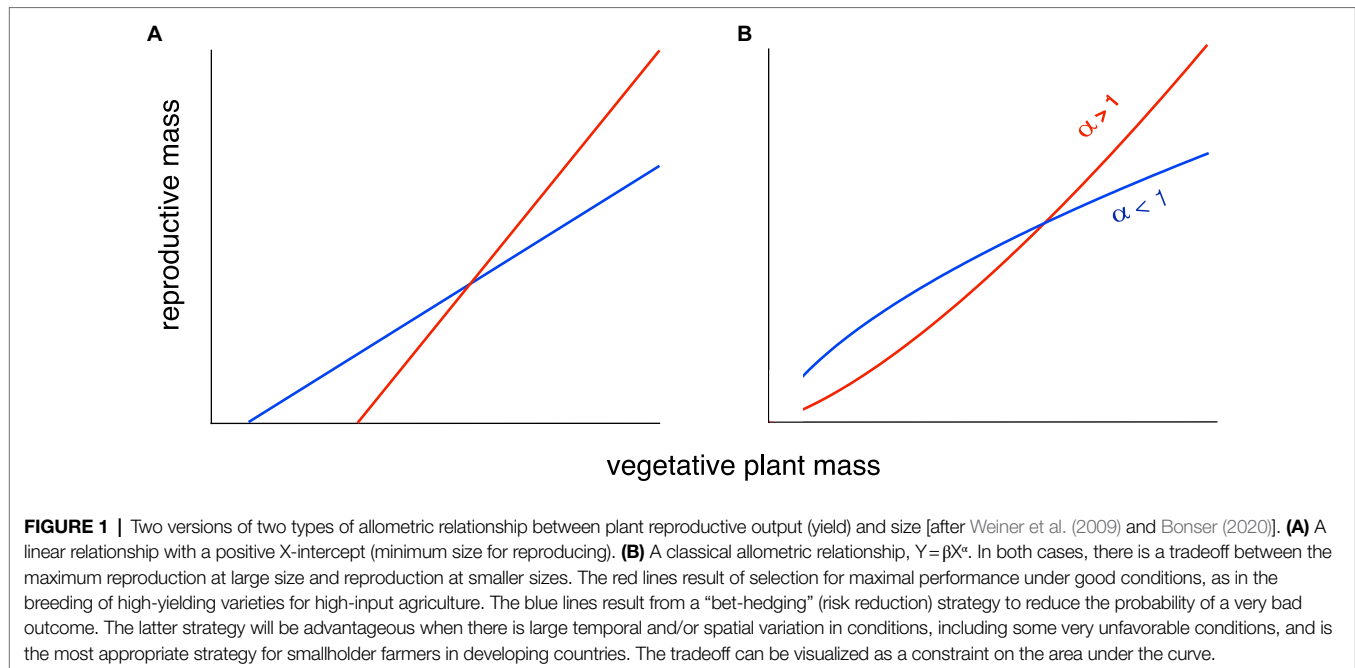 A
B
reproductive mass
α > 1
α < 1
vegetative plant mass
FIGURE 1 | Two versions of two types of allometric relationship between plant reproductive output (yield) and size [after Weiner et al. (2009) and Bonser (2020)]. (A) A
linear relationship with a positive X-intercept (minimum size for reproducing). (B) A classical allometric relationship, Y=βXᵅ. In both cases, there is a tradeoff between the
maximum reproduction at large size and reproduction at smaller sizes. The red lines result of selection for maximal performance under good conditions, as in the
breeding of high-yielding varieties for high-input agriculture. The blue lines result from a “bet-hedging” (risk reduction) strategy to reduce the probability of a very bad
outcome. The latter strategy will be advantageous when there is large temporal and/or spatial variation in conditions, including some very unfavorable conditions, and is
the most appropriate strategy for smallholder farmers in developing countries. The tradeoff can be visualized as a constraint on the area under the curve.